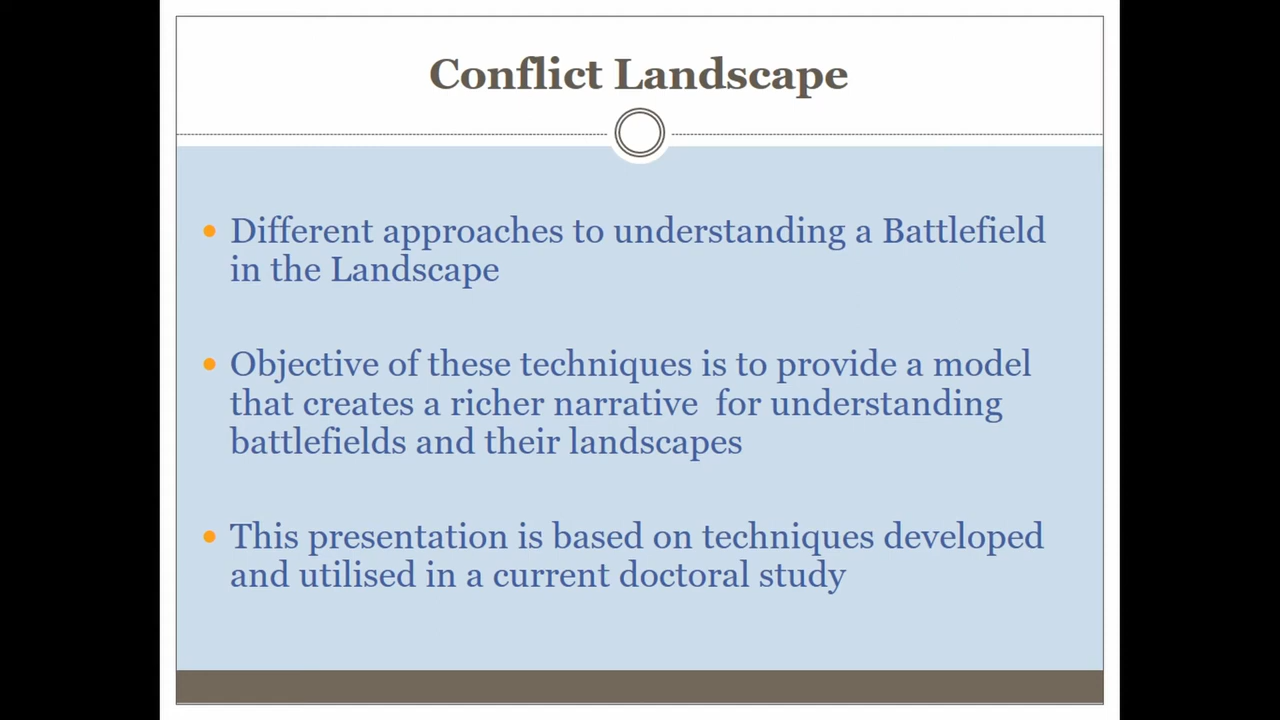 Conflict Landscape
• Different approaches to understanding a Battlefield
in the Landscape
• Objective of these techniques is to provide a model
that creates a richer narrative  for understanding
battlefields and their landscapes
• This presentation is based on techniques developed
and utilised in a current doctoral study